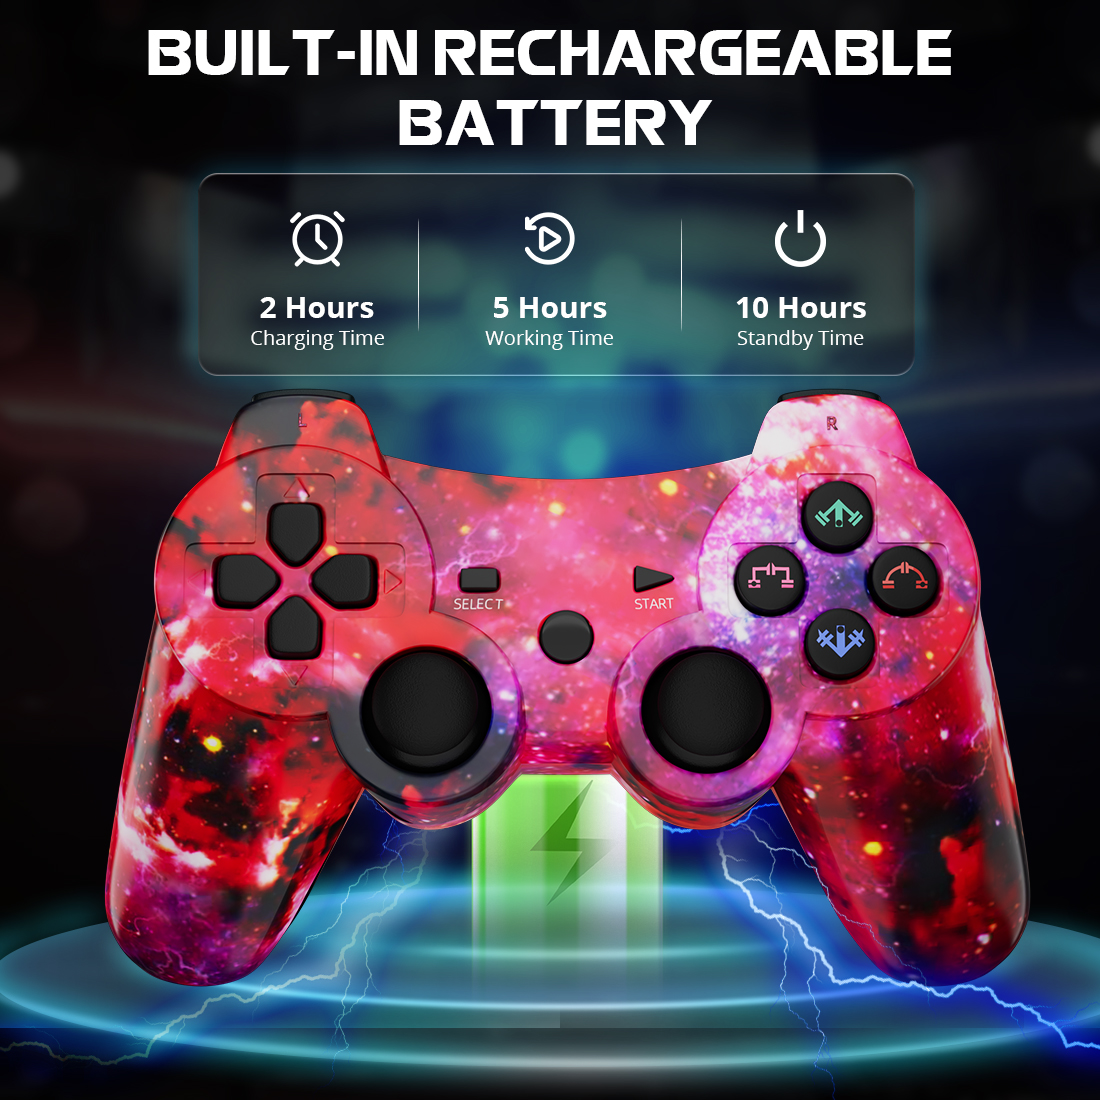 BUILT-IN RECHARGEABLE
BATTERY
2 Hours
Charging Time
5 Hours
Working Time
10 Hours
Standby Time
L
R
SELECT
START